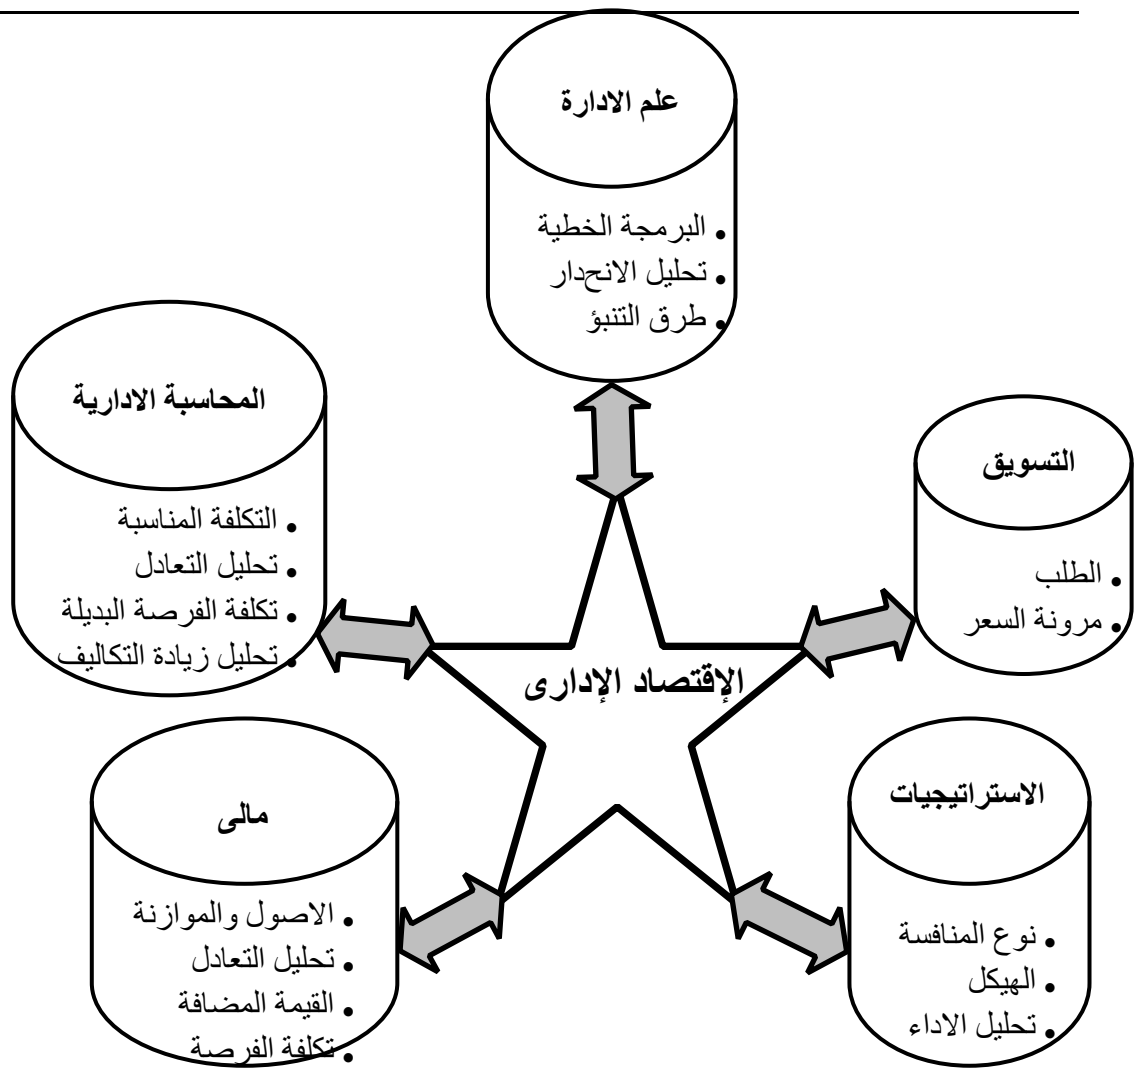 علم الادارة
• البرمجة الخطية
• تحليل الانحدار
• طرق التنبؤ
المحاسبة الادارية
• التكلفة المناسبة
• تحليل التعادل
• تكلفة الفرصة البديلة
• تحليل زيادة التكاليف
التسويق
• الطلب
• مرونة السعر
الإقتصاد الإدارى
مالى
• الاصول والموازنة
• تحليل التعادل
• القيمة المضافة
• تكلفة الفرصة
الاستراتيجيات
• نوع المنافسة
• الهيكل
• تحليل الاداء